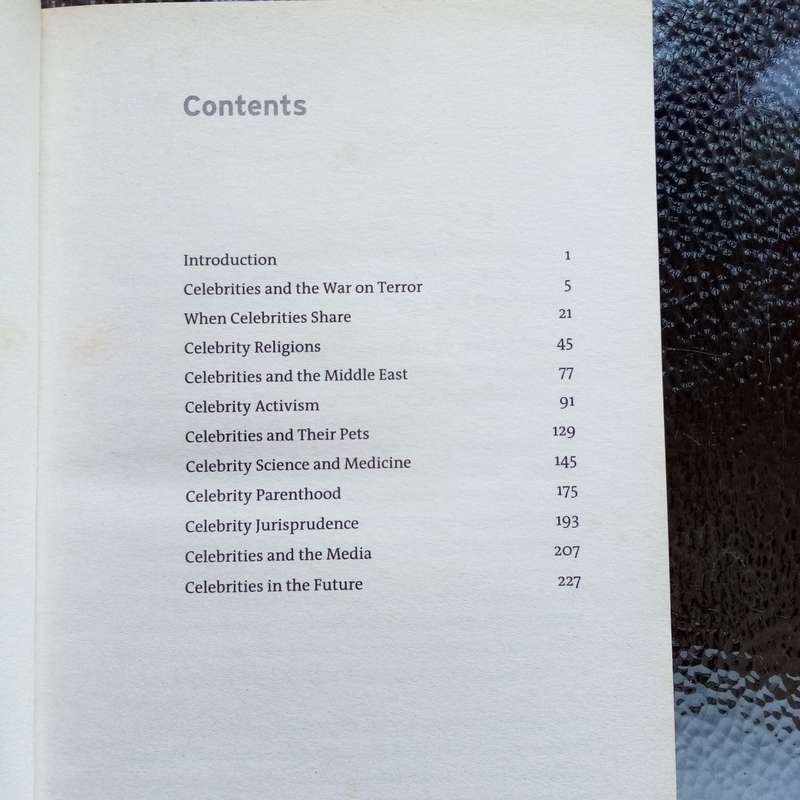 Contents
Introduction 1
Celebrities and the War on Terror 5
When Celebrities Share 21
Celebrity Religions 45
Celebrities and the Middle East 77
Celebrity Activism 91
Celebrities and Their Pets 129
Celebrity Science and Medicine 145
Celebrity Parenthood 175
Celebrity Jurisprudence 193
Celebrities and the Media 207
Celebrities in the Future 227